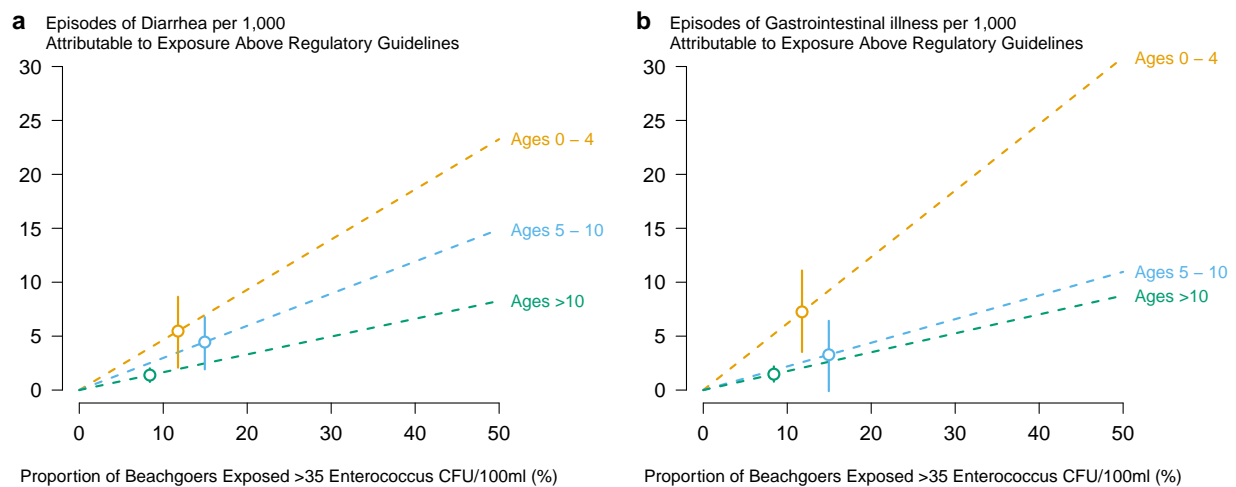 a
Episodes of Diarrhea per 1,000
Attributable to Exposure Above Regulatory Guidelines
30
25
20
15
10
5
0
Ages 0 – 4
Ages 5 – 10
Ages >10
0 10 20 30 40 50
Proportion of Beachgoers Exposed >35 Enterococcus CFU/100ml (%)
b
Episodes of Gastrointestinal illness per 1,000
Attributable to Exposure Above Regulatory Guidelines
30
25
20
15
10
5
0
Ages 0 – 4
Ages 5 – 10
Ages >10
0 10 20 30 40 50
Proportion of Beachgoers Exposed >35 Enterococcus CFU/100ml (%)